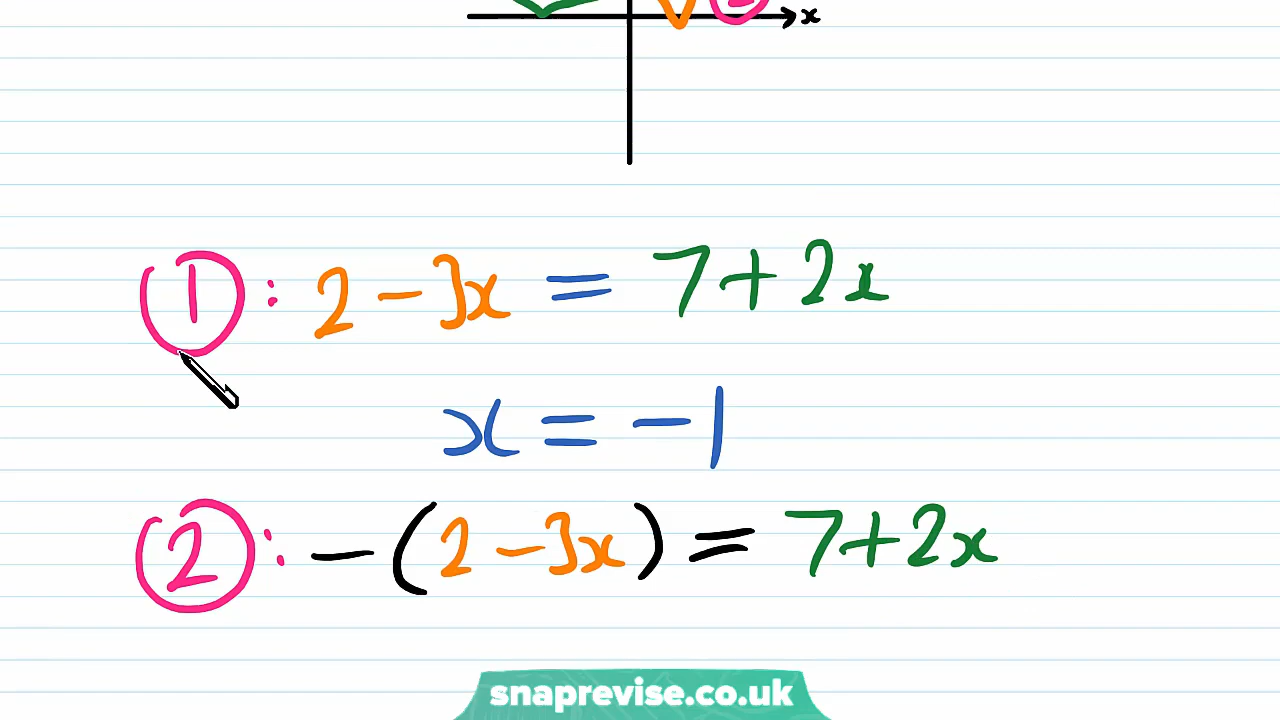 x
① : 2 - 3x = 7 + 2x
x = -1
② : -(2 - 3x) = 7 + 2x
snaprevise.co.uk